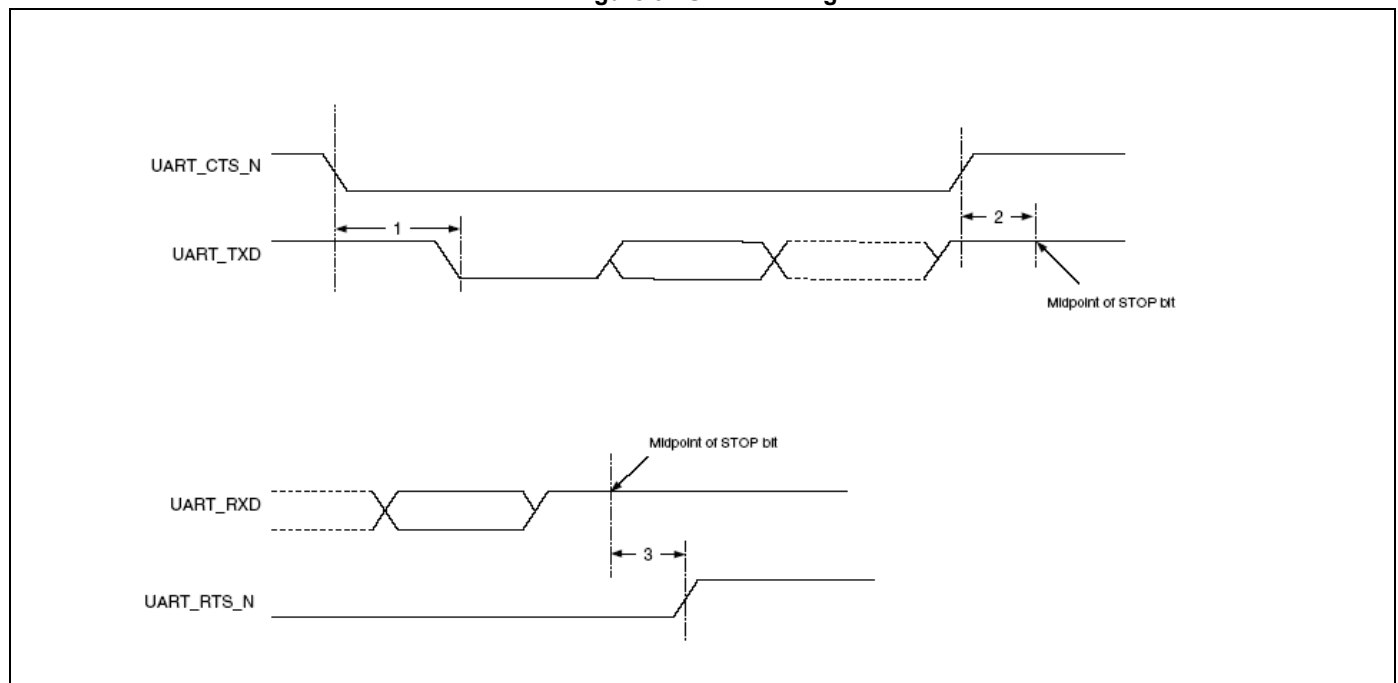 UART_CTS_N
1
2
UART_TXD
Midpoint of STOP bit
Midpoint of STOP bit
UART_RXD
3
UART_RTS_N